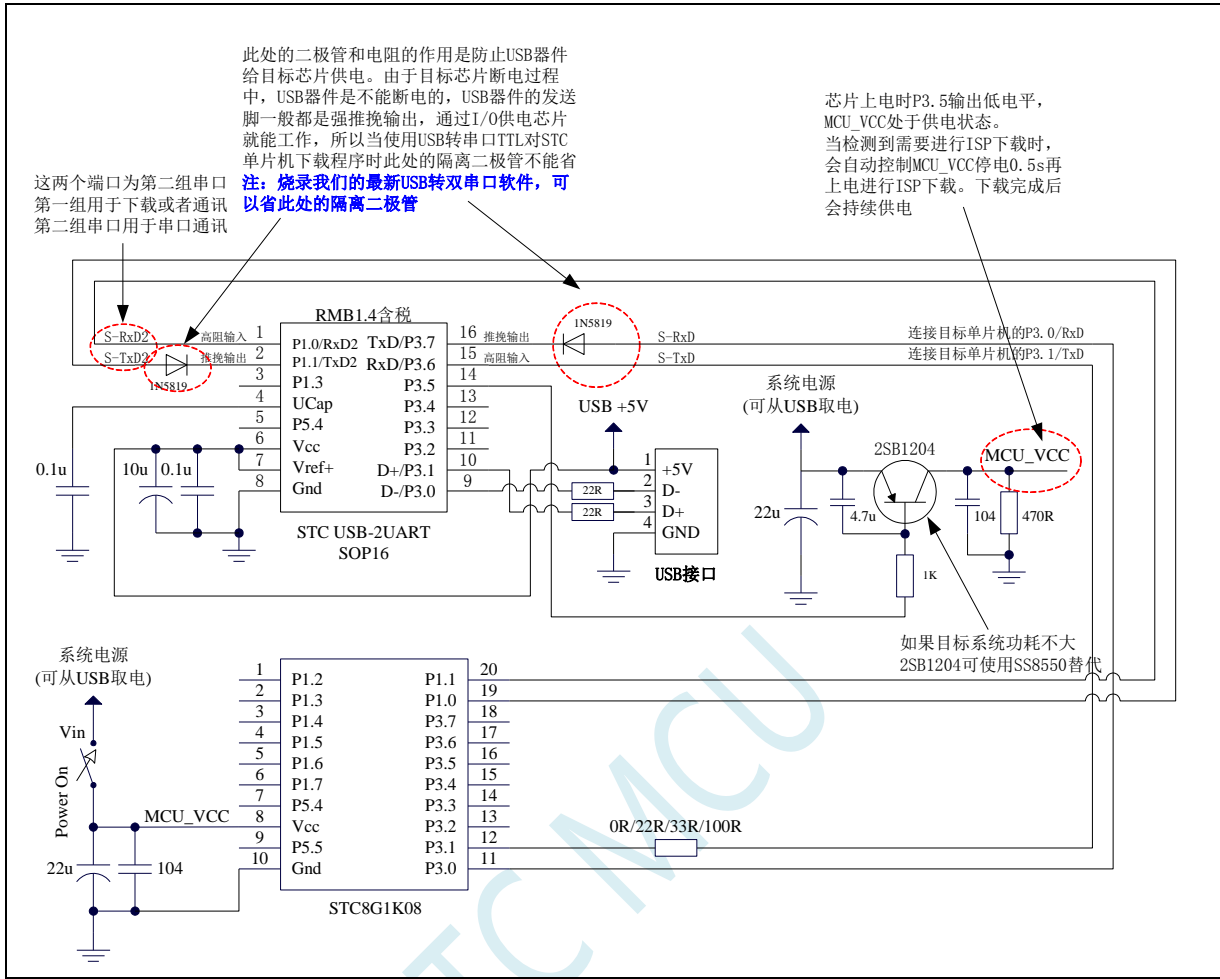 此处的二极管和电阻的作用是防止USB器件
给目标芯片供电。由于目标芯片断电过程
中，USB器件是不能断电的，USB器件的发送
脚一般都是强推挽输出，通过I/O供电芯片
就能工作，所以当使用USB转串口TTL对STC
单片机下载程序时此处的隔离二极管不能省
注：烧录我们的最新USB转双串口软件，可
以省此处的隔离二极管
芯片上电时P3.5输出低电平，
MCU_VCC处于供电状态。
当检测到需要进行ISP下载时，
会自动控制MCU_VCC停电0.5s再
上电进行ISP下载。下载完成后
会持续供电
这两个端口为第二组串口
第一组用于下载或者通讯
第二组串口用于串口通讯
RMB1.4含税
S-RxD2 高阻输入 1 P1.0/RxD2 TxD/P3.7 16 推挽输出 1N5819 S-RxD 连接目标单片机的P3.0/RxD
S-TxD2 1N5819 推挽输出 2 P1.1/TxD2 RxD/P3.6 15 高阻输入 S-TxD 连接目标单片机的P3.1/TxD
3 P1.3 P3.5 14
4 UCap P3.4 13
5 P5.4 P3.3 12
6 Vcc P3.2 11
7 Vref+ D+/P3.1 10
8 Gnd D-/P3.0 9
STC USB-2UART
SOP16
0.1u
10u
0.1u
USB +5V
22R
22R
1 +5V
2 D-
3 D+
4 GND
USB接口
系统电源
(可从USB取电)
2SB1204
MCU_VCC
22u
4.7u
104
470R
1K
如果目标系统功耗不大
2SB1204可使用SS8550替代
系统电源
(可从USB取电)
Vin
Power On
MCU_VCC
22u
104
1 P1.2 P1.1 20
2 P1.3 P1.0 19
3 P1.4 P3.7 18
4 P1.5 P3.6 17
5 P1.6 P3.5 16
6 P1.7 P3.4 15
7 P5.4 P3.3 14
8 Vcc P3.2 13
9 P5.5 P3.1 12
10 Gnd P3.0 11
STC8G1K08
0R/22R/33R/100R
STC MCU